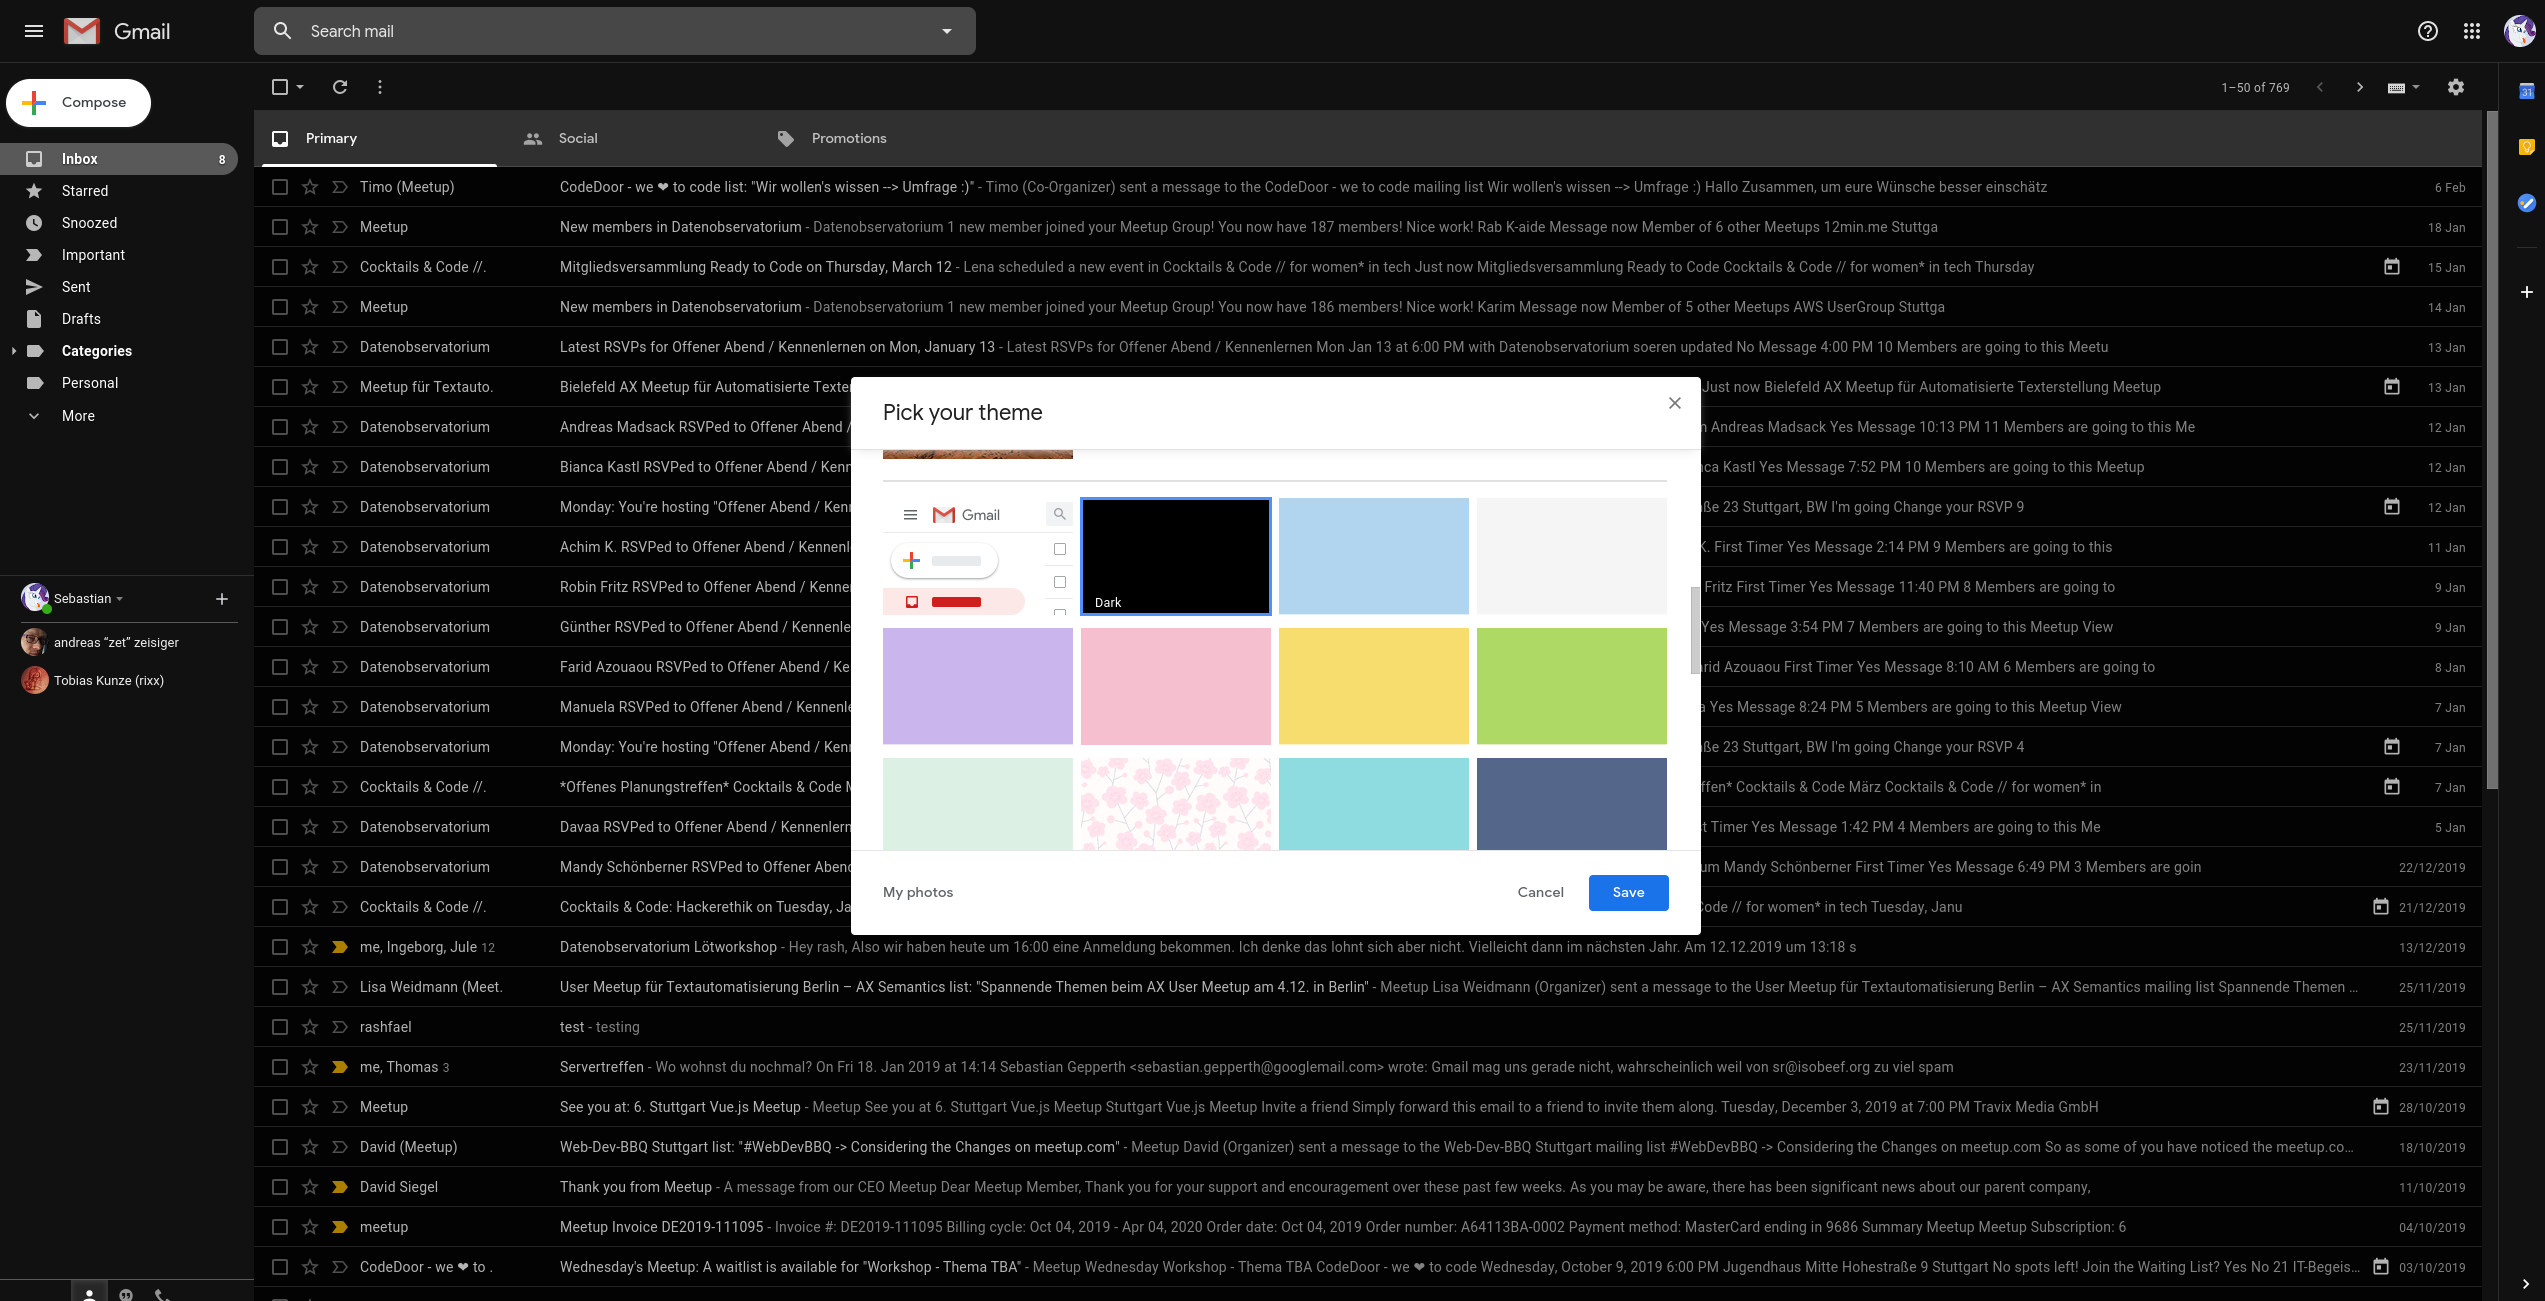 Gmail
Search mail
Compose
1–50 of 769
31
Primary
Social
Promotions
Inbox 8
Starred
Snoozed
Important
Sent
Drafts
Categories
Personal
More
Sebastian
andreas “zet” zeisiger
Tobias Kunze (rixx)
Timo (Meetup) CodeDoor - we ❤ to code list: "Wir wollen's wissen --> Umfrage :)" - Timo (Co-Organizer) sent a message to the CodeDoor - we to code mailing list Wir wollen's wissen --> Umfrage :) Hallo Zusammen, um eure Wünsche besser einschätz 6 Feb
Meetup New members in Datenobservatorium - Datenobservatorium 1 new member joined your Meetup Group! You now have 187 members! Nice work! Rab K-aide Message now Member of 6 other Meetups 12min.me Stuttga 18 Jan
Cocktails & Code //. Mitgliedsversammlung Ready to Code on Thursday, March 12 - Lena scheduled a new event in Cocktails & Code // for women* in tech Just now Mitgliedsversammlung Ready to Code Cocktails & Code // for women* in tech Thursday 15 Jan
Meetup New members in Datenobservatorium - Datenobservatorium 1 new member joined your Meetup Group! You now have 186 members! Nice work! Karim Message now Member of 5 other Meetups AWS UserGroup Stuttga 14 Jan
Datenobservatorium Latest RSVPs for Offener Abend / Kennenlernen on Mon, January 13 - Latest RSVPs for Offener Abend / Kennenlernen Mon Jan 13 at 6:00 PM with Datenobservatorium soeren updated No Message 4:00 PM 10 Members are going to this Meetu 13 Jan
Meetup für Textauto. Bielefeld AX Meetup für Automatisierte Texter Just now Bielefeld AX Meetup für Automatisierte Texterstellung Meetup 13 Jan
Datenobservatorium Andreas Madsack RSVPed to Offener Abend / n Andreas Madsack Yes Message 10:13 PM 11 Members are going to this Me 12 Jan
Datenobservatorium Bianca Kastl RSVPed to Offener Abend / Kenn nca Kastl Yes Message 7:52 PM 10 Members are going to this Meetup 12 Jan
Datenobservatorium Monday: You're hosting "Offener Abend / Ken aße 23 Stuttgart, BW I'm going Change your RSVP 9 12 Jan
Datenobservatorium Achim K. RSVPed to Offener Abend / Kennenl K. First Timer Yes Message 2:14 PM 9 Members are going to this 11 Jan
Datenobservatorium Robin Fritz RSVPed to Offener Abend / Kenne Fritz First Timer Yes Message 11:40 PM 8 Members are going to 9 Jan
Datenobservatorium Günther RSVPed to Offener Abend / Kennenle Yes Message 3:54 PM 7 Members are going to this Meetup View 9 Jan
Datenobservatorium Farid Azouaou RSVPed to Offener Abend / Ke arid Azouaou First Timer Yes Message 8:10 AM 6 Members are going to 8 Jan
Datenobservatorium Manuela RSVPed to Offener Abend / Kennenle a Yes Message 8:24 PM 5 Members are going to this Meetup View 7 Jan
Datenobservatorium Monday: You're hosting "Offener Abend / Ken aße 23 Stuttgart, BW I'm going Change your RSVP 4 7 Jan
Cocktails & Code //. *Offenes Planungstreffen* Cocktails & Code M ffen* Cocktails & Code März Cocktails & Code // for women* in 7 Jan
Datenobservatorium Davaa RSVPed to Offener Abend / Kennenlern t Timer Yes Message 1:42 PM 4 Members are going to this Me 5 Jan
Datenobservatorium Mandy Schönberner RSVPed to Offener Abend um Mandy Schönberner First Timer Yes Message 6:49 PM 3 Members are goin 22/12/2019
Cocktails & Code //. Cocktails & Code: Hackerethik on Tuesday, Ja Code // for women* in tech Tuesday, Janu 21/12/2019
me, Ingeborg, Jule 12 Datenobservatorium Lötworkshop - Hey rash, Also wir haben heute um 16:00 eine Anmeldung bekommen. Ich denke das lohnt sich aber nicht. Vielleicht dann im nächsten Jahr. Am 12.12.2019 um 13:18 s 13/12/2019
Lisa Weidmann (Meet. User Meetup für Textautomatisierung Berlin – AX Semantics list: "Spannende Themen beim AX User Meetup am 4.12. in Berlin" - Meetup Lisa Weidmann (Organizer) sent a message to the User Meetup für Textautomatisierung Berlin – AX Semantics mailing list Spannende Themen … 25/11/2019
rashfael test - testing 25/11/2019
me, Thomas 3 Servertreffen - Wo wohnst du nochmal? On Fri 18. Jan 2019 at 14:14 Sebastian Gepperth <sebastian.gepperth@googlemail.com> wrote: Gmail mag uns gerade nicht, wahrscheinlich weil von sr@isobeef.org zu viel spam 23/11/2019
Meetup See you at: 6. Stuttgart Vue.js Meetup - Meetup See you at 6. Stuttgart Vue.js Meetup Stuttgart Vue.js Meetup Invite a friend Simply forward this email to a friend to invite them along. Tuesday, December 3, 2019 at 7:00 PM Travix Media GmbH 28/10/2019
David (Meetup) Web-Dev-BBQ Stuttgart list: "#WebDevBBQ -> Considering the Changes on meetup.com" - Meetup David (Organizer) sent a message to the Web-Dev-BBQ Stuttgart mailing list #WebDevBBQ -> Considering the Changes on meetup.com So as some of you have noticed the meetup.co… 18/10/2019
David Siegel Thank you from Meetup - A message from our CEO Meetup Dear Meetup Member, Thank you for your support and encouragement over these past few weeks. As you may be aware, there has been significant news about our parent company, 11/10/2019
meetup Meetup Invoice DE2019-111095 - Invoice #: DE2019-111095 Billing cycle: Oct 04, 2019 - Apr 04, 2020 Order date: Oct 04, 2019 Order number: A64113BA-0002 Payment method: MasterCard ending in 9686 Summary Meetup Meetup Subscription: 6 04/10/2019
CodeDoor - we ❤ to . Wednesday's Meetup: A waitlist is available for "Workshop - Thema TBA" - Meetup Wednesday Workshop - Thema TBA CodeDoor - we ❤ to code Wednesday, October 9, 2019 6:00 PM Jugendhaus Mitte Hohestraße 9 Stuttgart No spots left! Join the Waiting List? Yes No 21 IT-Begeis… 03/10/2019
Pick your theme
Gmail
Dark
My photos
Cancel
Save